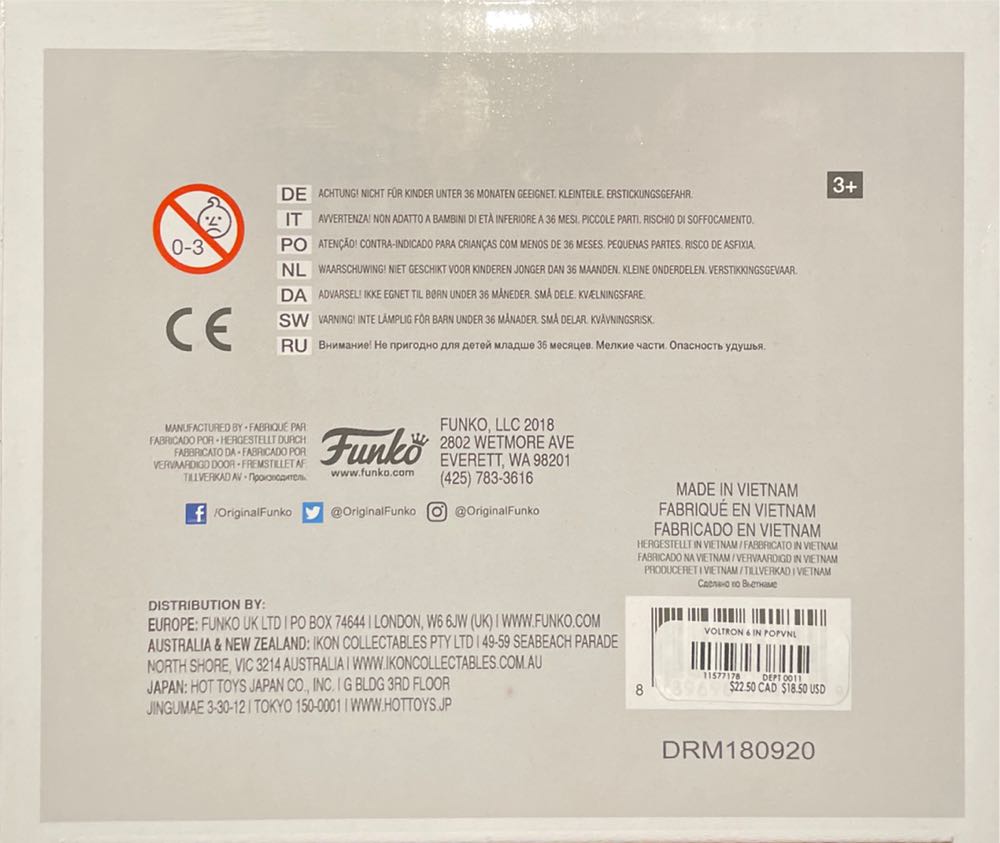 3+
0-3
DE ACHTUNG! NICHT FÜR KINDER UNTER 36 MONATEN GEEIGNET. KLEINTEILE. ERSTICKUNGSGEFAHR.
IT AVVERTENZA! NON ADATTO A BAMBINI DI ETÀ INFERIORE A 36 MESI. PICCOLE PARTI. RISCHIO DI SOFFOCAMENTO.
PO ATENÇÃO! CONTRA-INDICADO PARA CRIANÇAS COM MENOS DE 36 MESES. PEQUENAS PARTES. RISCO DE ASFIXIA.
NL WAARSCHUWING! NIET GESCHIKT VOOR KINDEREN JONGER DAN 36 MAANDEN. KLEINE ONDERDELEN. VERSTIKKINGSGEVAAR.
DA ADVARSEL! IKKE EGNET TIL BØRN UNDER 36 MÅNEDER. SMÅ DELE. KVÆLNINGSFARE.
SW VARNING! INTE LÄMPLIG FÖR BARN UNDER 36 MÅNADER. SMÅ DELAR. KVÄVNINGSRISK.
RU Внимание! Не пригодно для детей младше 36 месяцев. Мелкие части. Опасность удушья.
CE
MANUFACTURED BY • FABRIQUÉ PAR
FABRICADO POR • HERGESTELLT DURCH
FABBRICATO DA • FABRICADO POR
VERVAARDIGD DOOR • FREMSTILLET AF
TILLVERKAD AV • Производитель
Funko
www.funko.com
FUNKO, LLC 2018
2802 WETMORE AVE
EVERETT, WA 98201
(425) 783-3616
/OriginalFunko @OriginalFunko @OriginalFunko
MADE IN VIETNAM
FABRIQUÉ EN VIETNAM
FABRICADO EN VIETNAM
HERGESTELLT IN VIETNAM / FABBRICATO IN VIETNAM
FABRICADO NA VIETNAM / VERVAARDIGD IN VIETNAM
PRODUCERET I VIETNAM / TILLVERKAD I VIETNAM
Сделано во Вьетнаме
DISTRIBUTION BY:
EUROPE: FUNKO UK LTD | PO BOX 74644 | LONDON, W6 6JW (UK) | WWW.FUNKO.COM
AUSTRALIA & NEW ZEALAND: IKON COLLECTABLES PTY LTD | 49-59 SEABEACH PARADE
NORTH SHORE, VIC 3214 AUSTRALIA | WWW.IKONCOLLECTABLES.COM.AU
JAPAN: HOT TOYS JAPAN CO., INC. | G BLDG 3RD FLOOR
JINGUMAE 3-30-12 | TOKYO 150-0001 | WWW.HOTTOYS.JP
VOLTRON 6 IN POPVNL
11577178 DEPT 0011
$22.50 CAD $18.50 USD
8
DRM180920